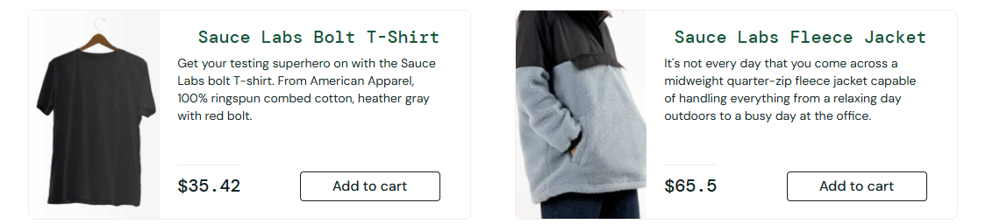 Sauce Labs Bolt T-Shirt
Get your testing superhero on with the Sauce
Labs bolt T-shirt. From American Apparel,
100% ringspun combed cotton, heather gray
with red bolt.
$35.42
Add to cart
Sauce Labs Fleece Jacket
It's not every day that you come across a
midweight quarter-zip fleece jacket capable
of handling everything from a relaxing day
outdoors to a busy day at the office.
$65.5
Add to cart